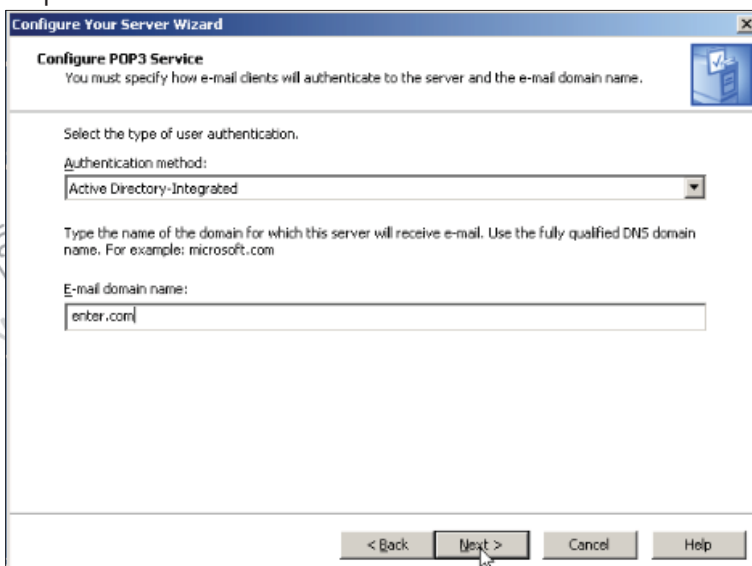 Configure Your Server Wizard
Configure POP3 Service
You must specify how e-mail clients will authenticate to the server and the e-mail domain name.
Select the type of user authentication.
Authentication method:
Active Directory-Integrated
Type the name of the domain for which this server will receive e-mail. Use the fully qualified DNS domain
name. For example: microsoft.com
E-mail domain name:
enter.com
< Back Next > Cancel Help